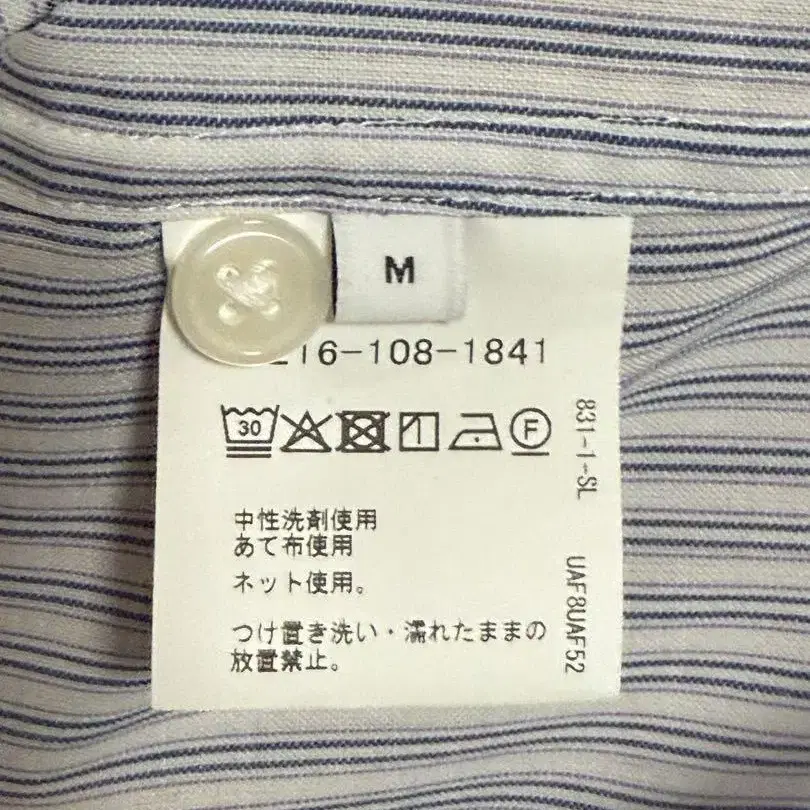 M
16-108-1841
30
F
中性洗剤使用
あて布使用
ネット使用。
つけ置き洗い・濡れたままの
放置禁止。
831-1-SL
UAF8UAF52